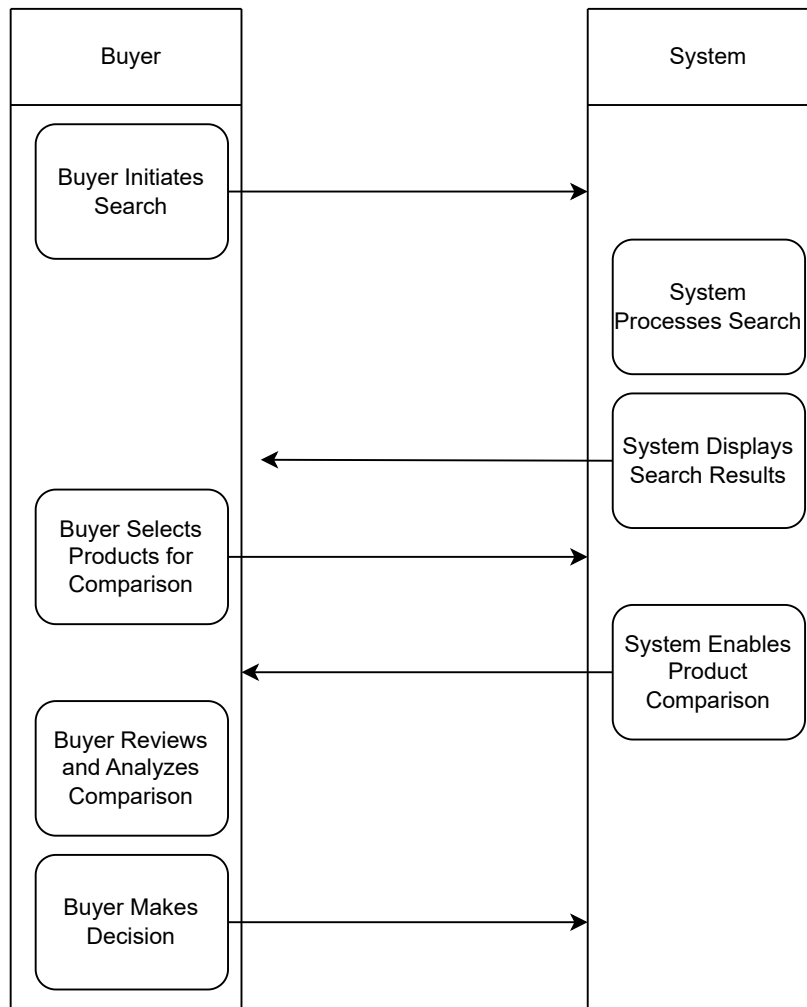 Buyer
System
Buyer Initiates
Search
System
Processes Search
System Displays
Search Results
Buyer Selects
Products for
Comparison
System Enables
Product
Comparison
Buyer Reviews
and Analyzes
Comparison
Buyer Makes
Decision